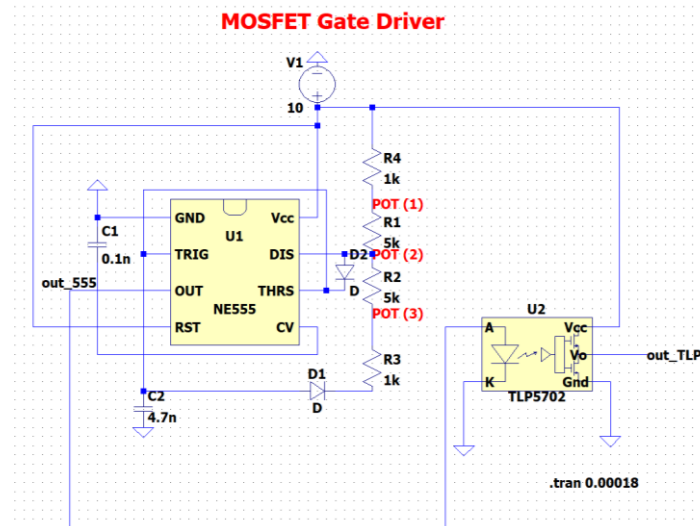 MOSFET Gate Driver
V1
10
R4
1k
POT (1)
R1
5k
GND
Vcc
C1
0.1n
U1
TRIG
DIS
D2
POT (2)
R2
5k
D
out_555
OUT
THRS
NE555
POT (3)
RST
CV
U2
A
Vcc
Vo
out_TLP
K
Gnd
TLP5702
R3
1k
D1
D
C2
4.7n
.tran 0.00018